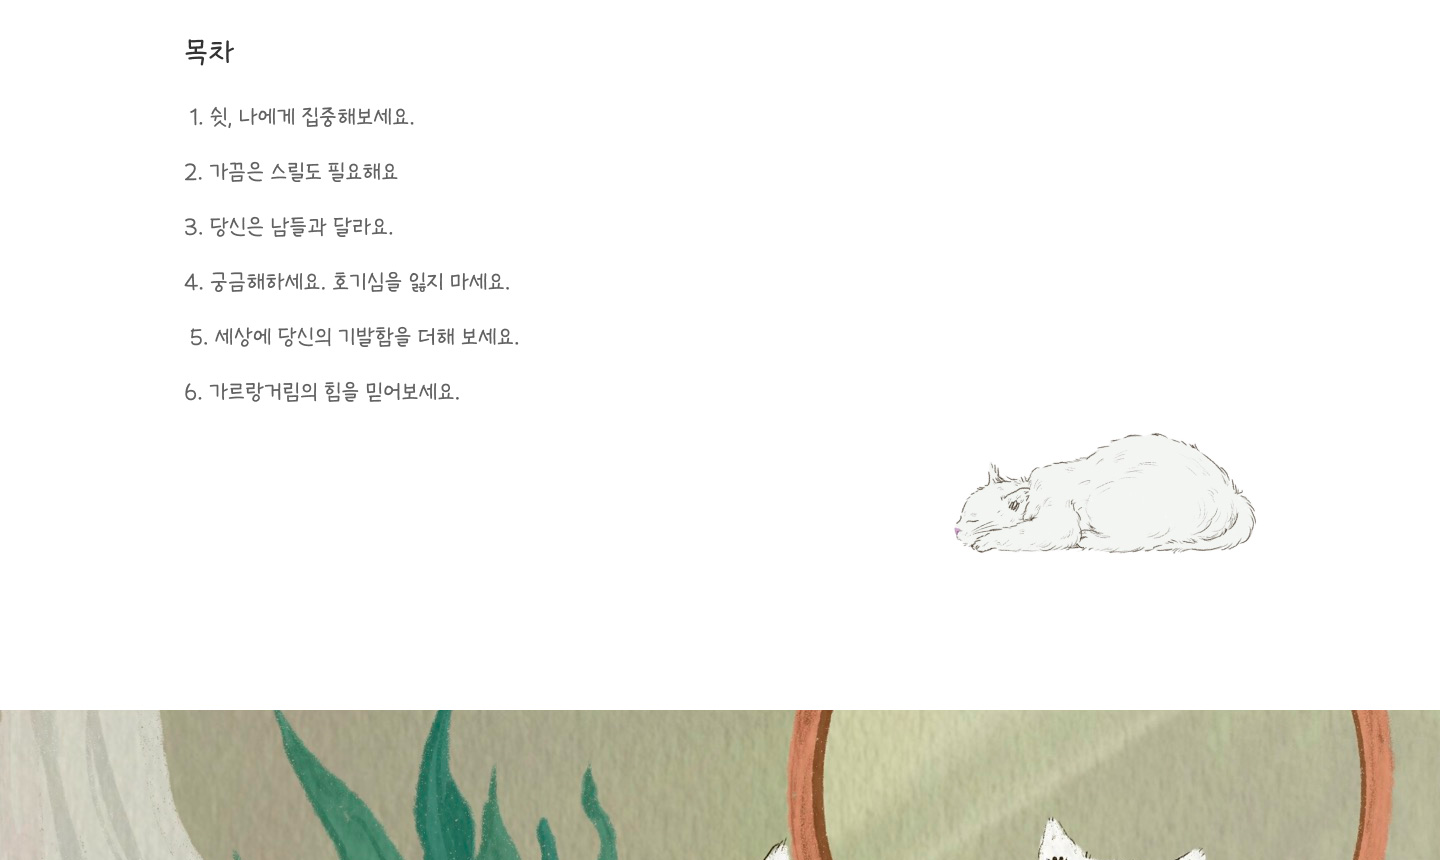 목차
1. 쉿, 나에게 집중해보세요.
2. 가끔은 스릴도 필요해요
3. 당신은 남들과 달라요.
4. 궁금해하세요. 호기심을 잃지 마세요.
5. 세상에 당신의 기발함을 더해 보세요.
6. 가르랑거림의 힘을 믿어보세요.